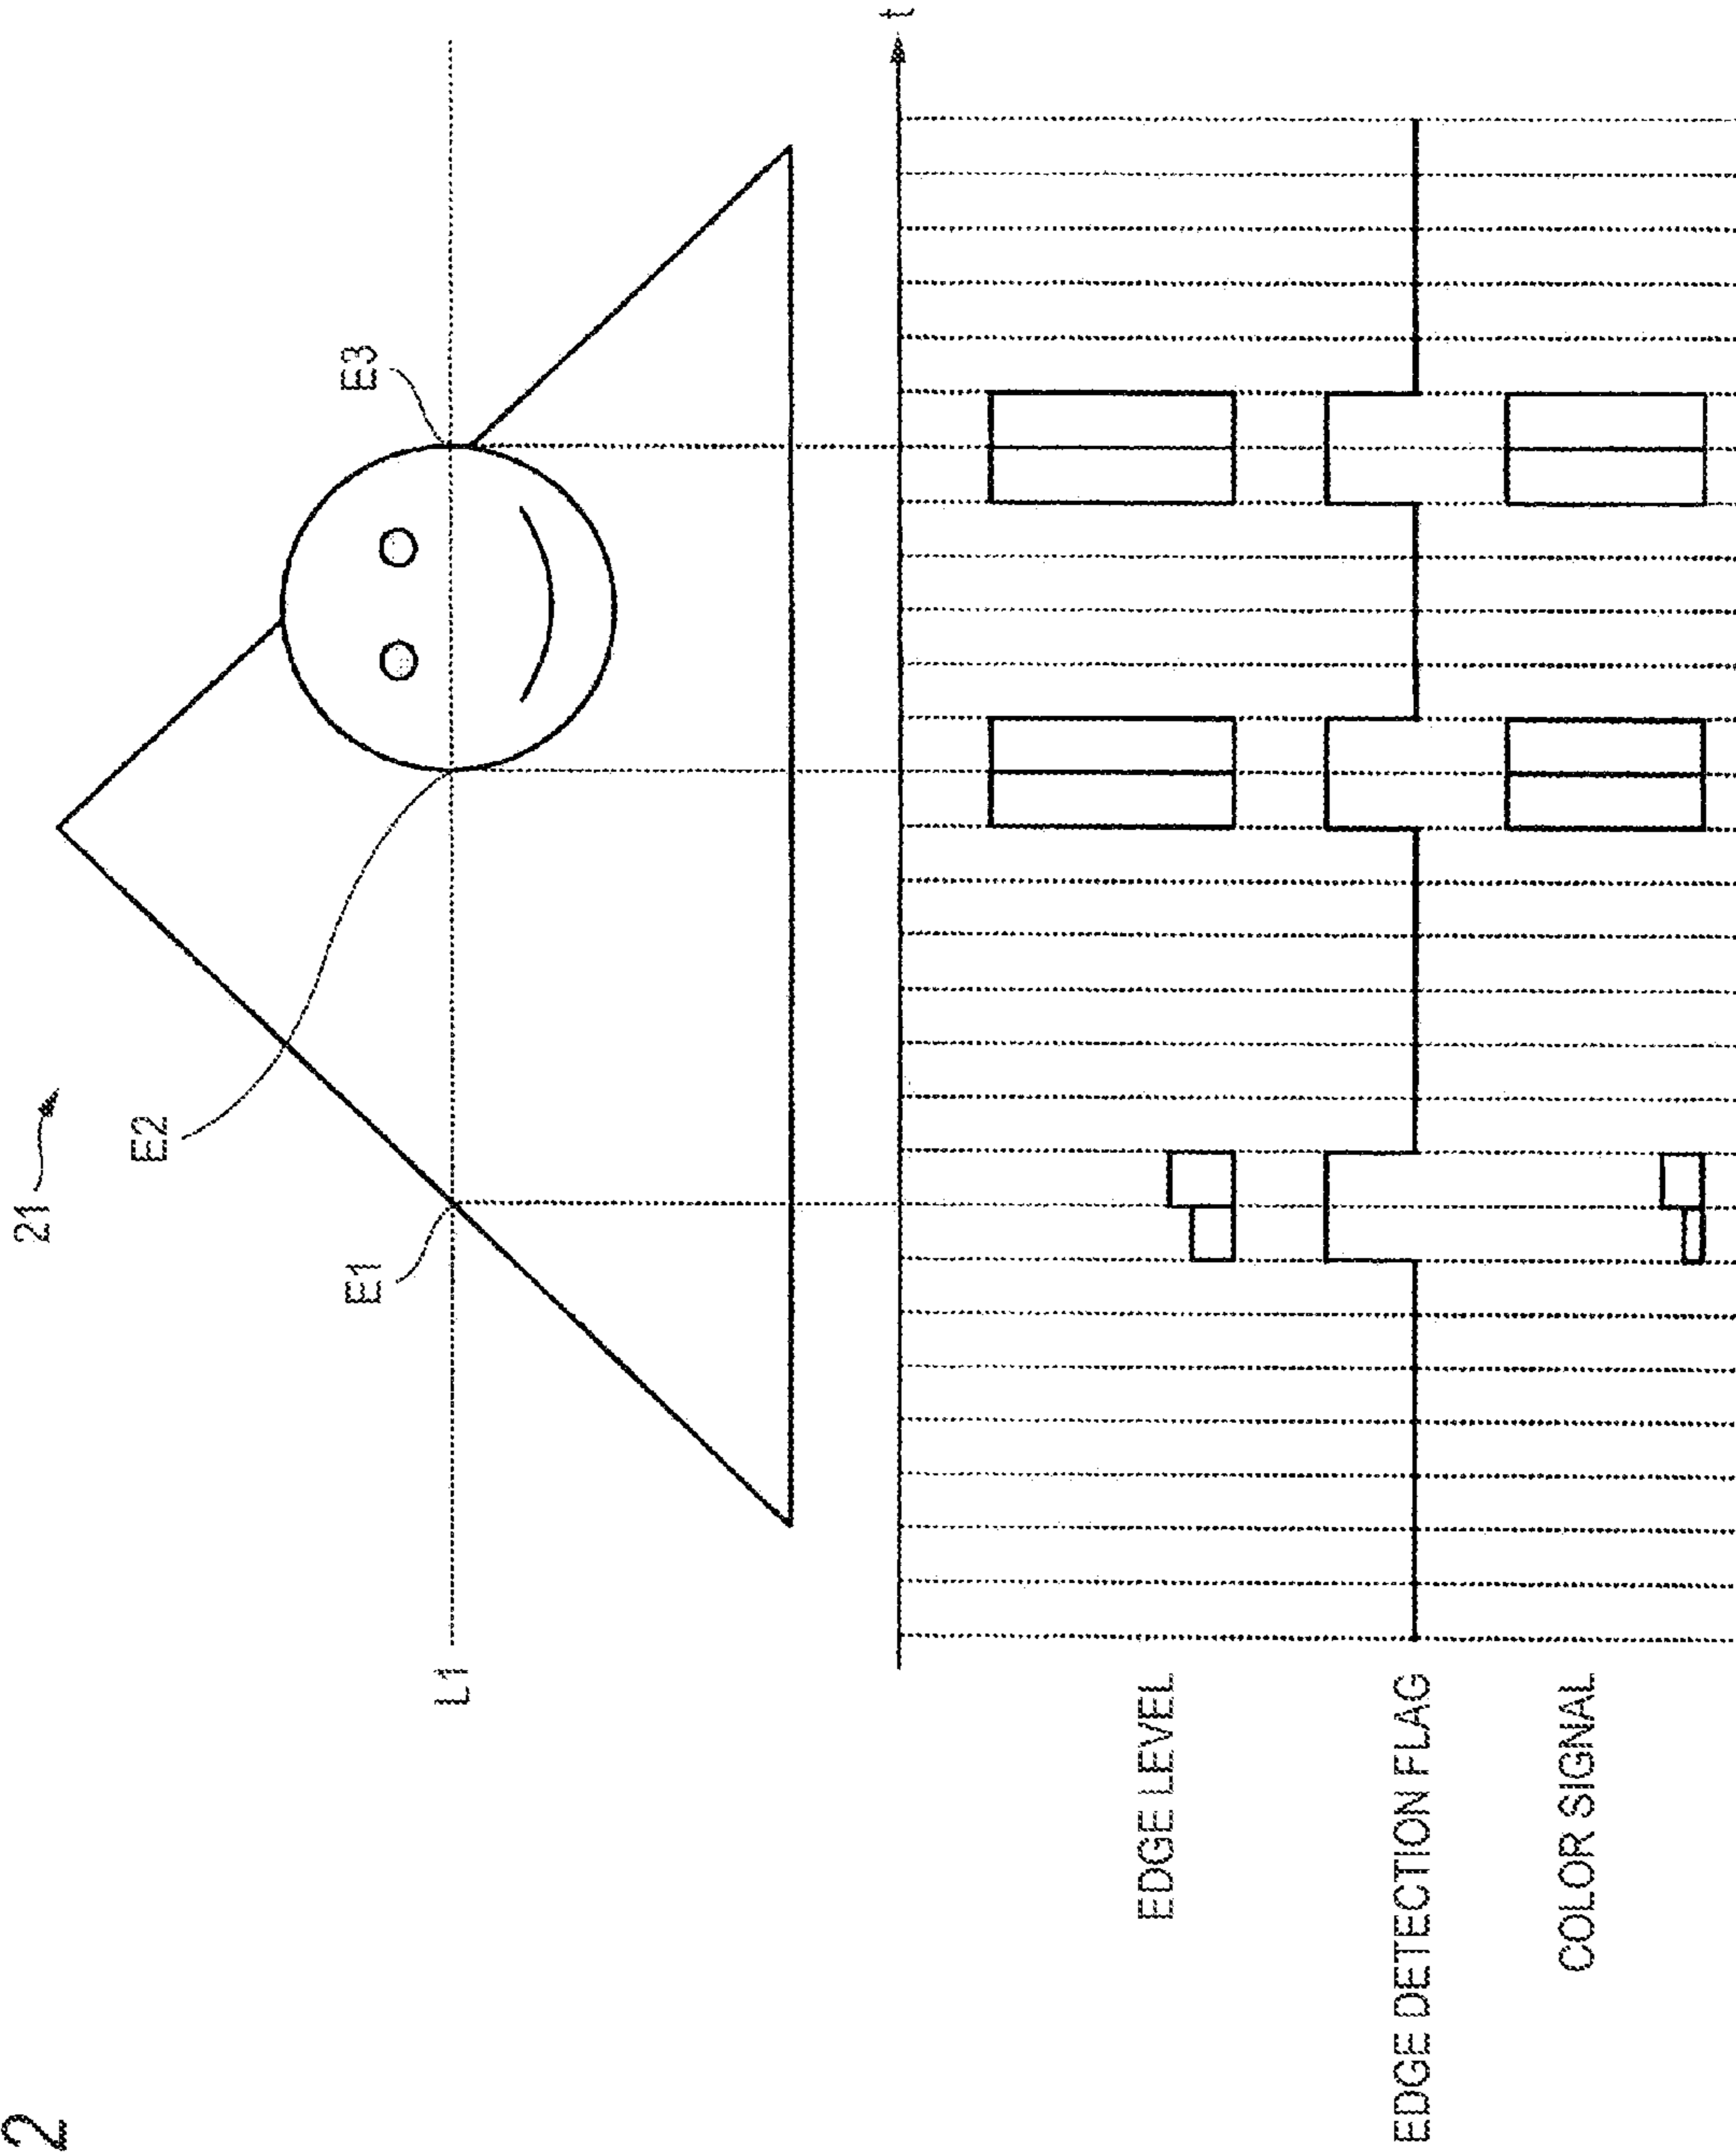 2
21
E1
E2
E3
L1
t
EDGE LEVEL
EDGE DETECTION FLAG
COLOR SIGNAL